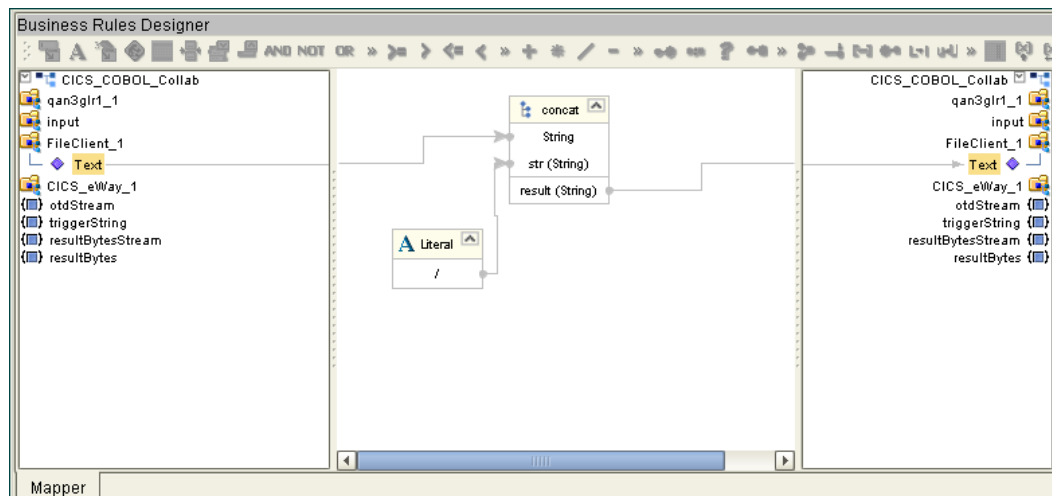 Business Rules Designer
A AND NOT OR » >= > <= < » + * / - » ? » »
CICS_COBOL_Collab
qan3glr1_1
input
FileClient_1
Text
CICS_eWay_1
otdStream
triggerString
resultBytesStream
resultBytes
concat
String
str (String)
result (String)
A Literal
/
CICS_COBOL_Collab
qan3glr1_1
input
FileClient_1
Text
CICS_eWay_1
otdStream
triggerString
resultBytesStream
resultBytes
Mapper